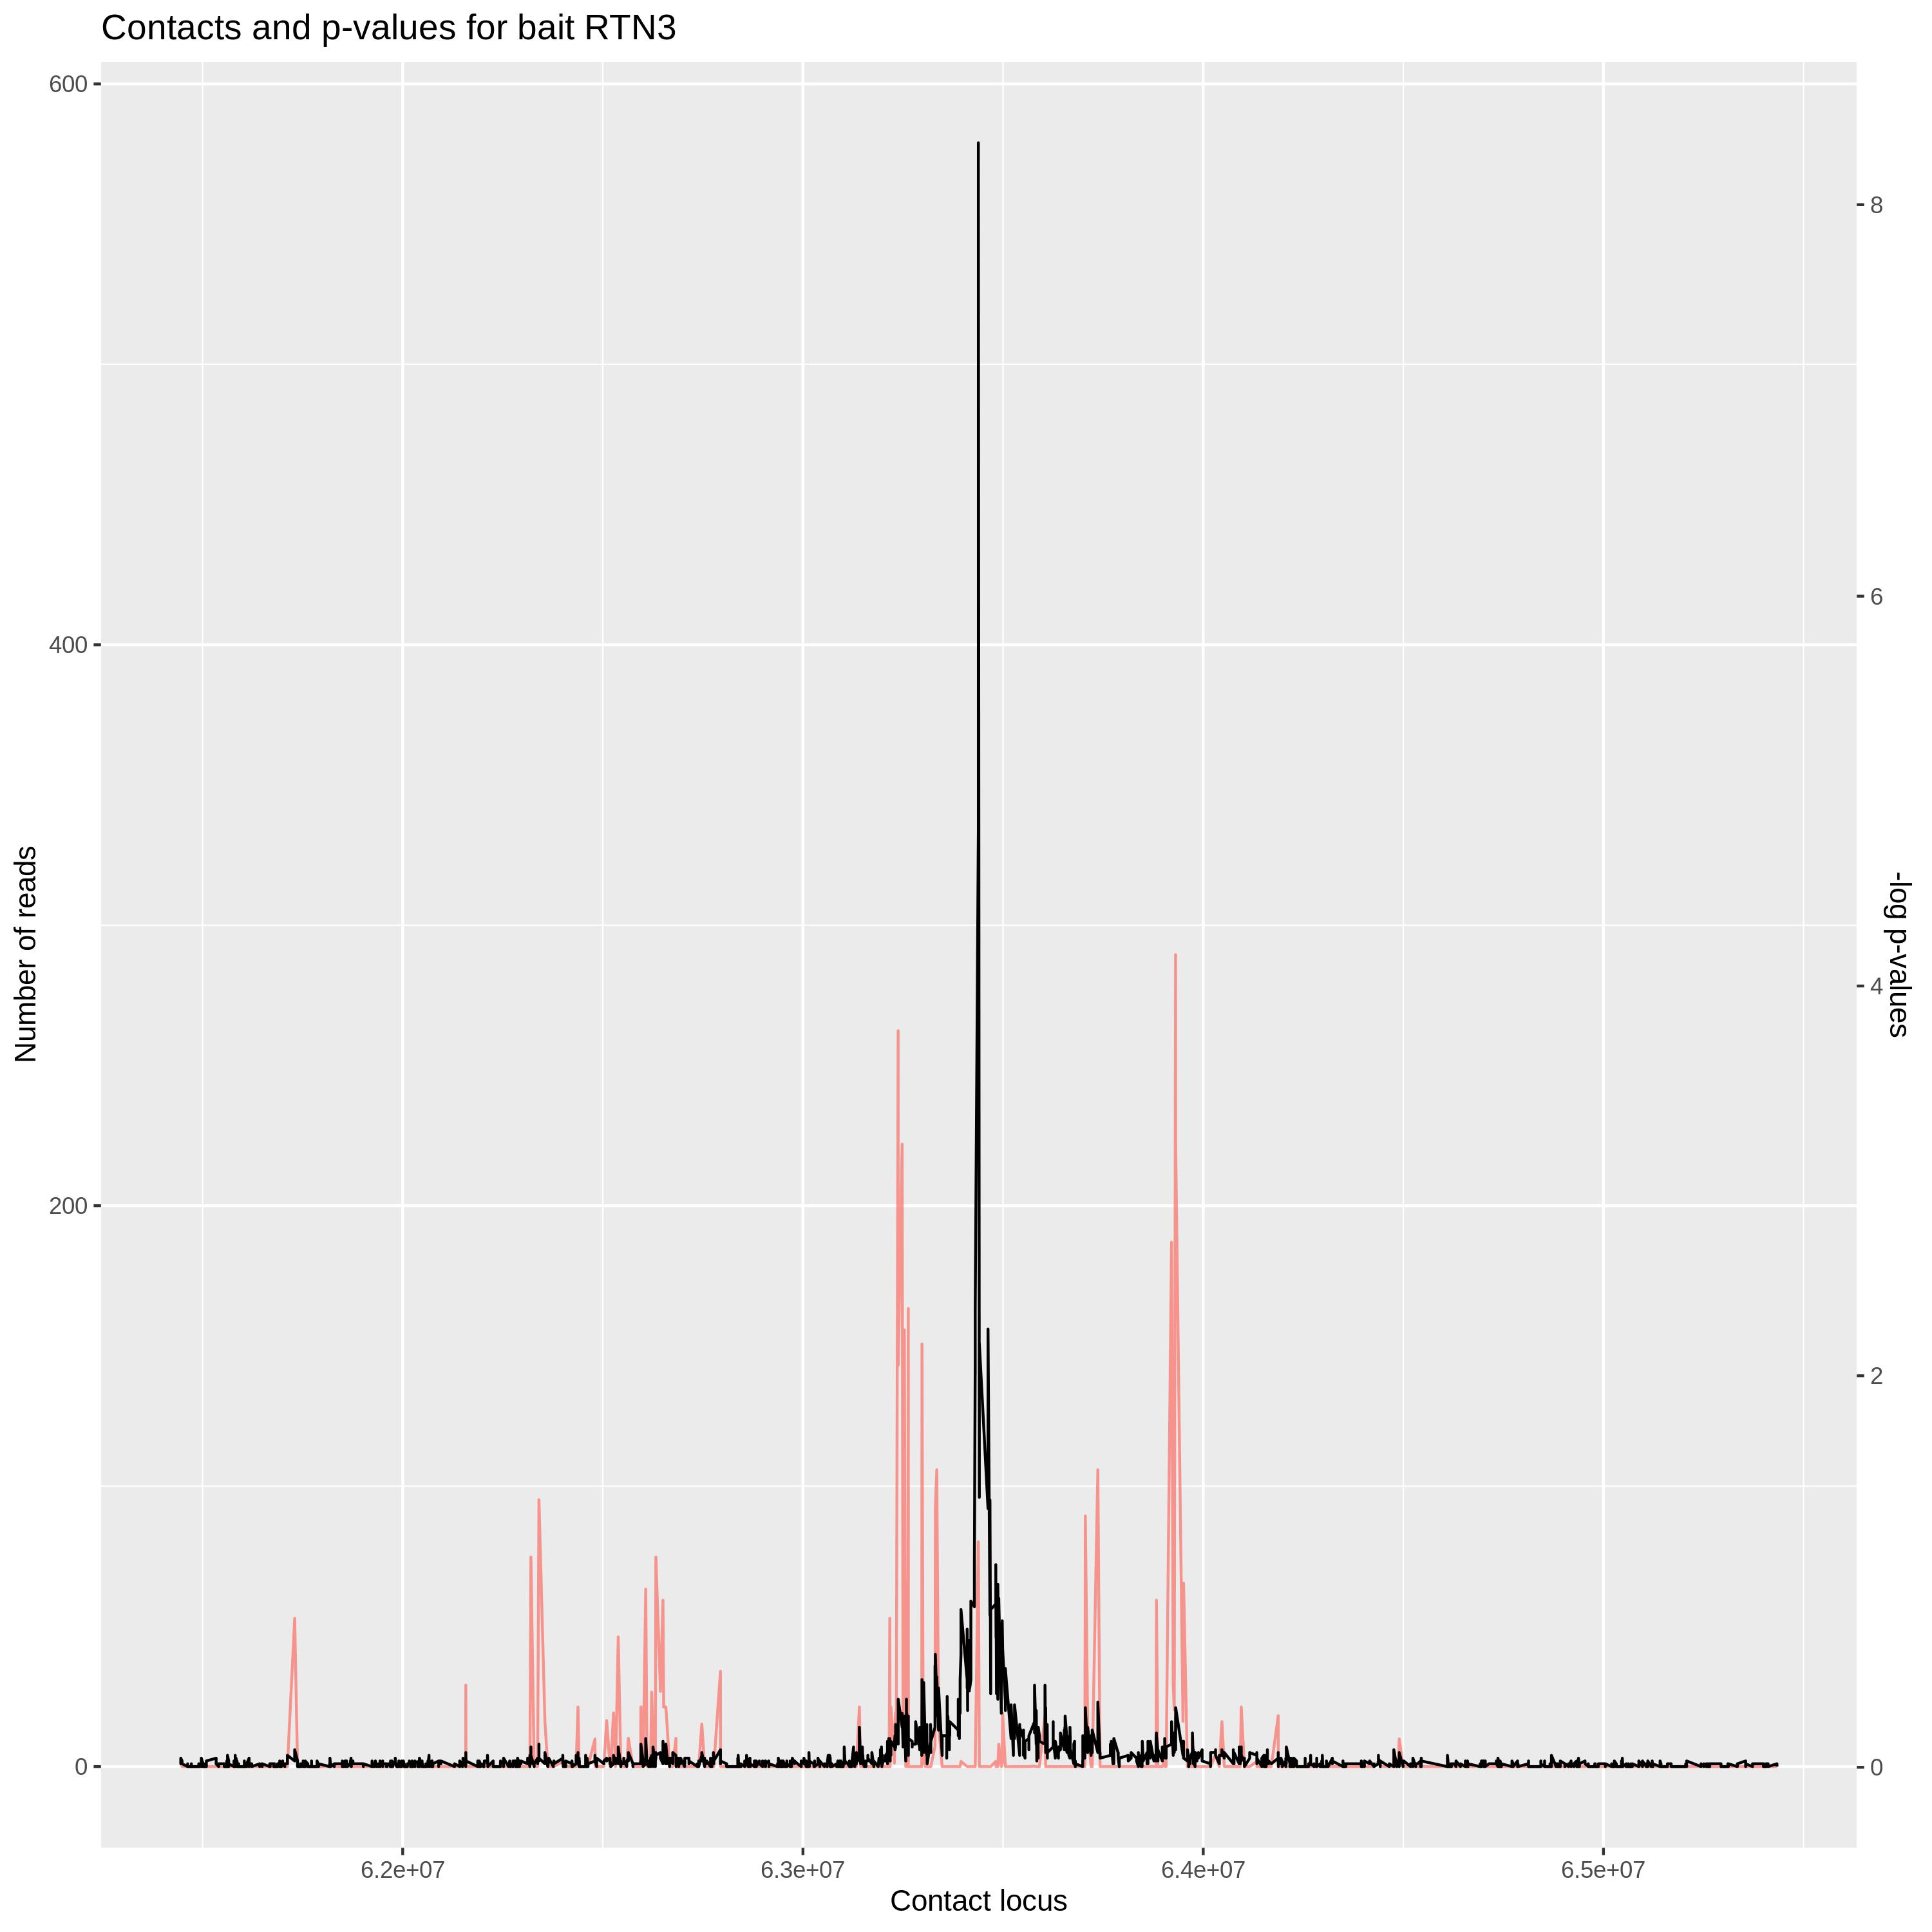 Contacts and p-values for bait RTN3
600
400
200
0
Number of reads
8
6
4
2
0
-log p-values
6.2e+07
6.3e+07
6.4e+07
6.5e+07
Contact locus